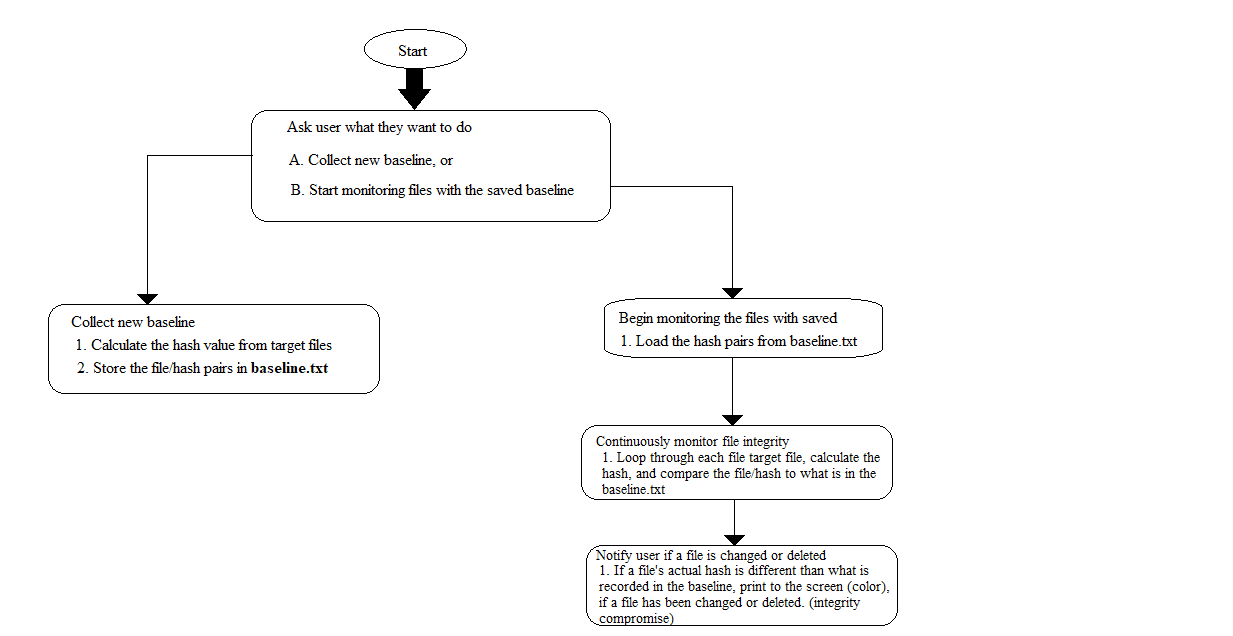 Start
Ask user what they want to do
A. Collect new baseline, or
B. Start monitoring files with the saved baseline
Collect new baseline
1. Calculate the hash value from target files
2. Store the file/hash pairs in baseline.txt
Begin monitoring the files with saved
1. Load the hash pairs from baseline.txt
Continuously monitor file integrity
1. Loop through each file target file, calculate the
hash, and compare the file/hash to what is in the
baseline.txt
Notify user if a file is changed or deleted
1. If a file's actual hash is different than what is
recorded in the baseline, print to the screen (color),
if a file has been changed or deleted. (integrity
compromise)